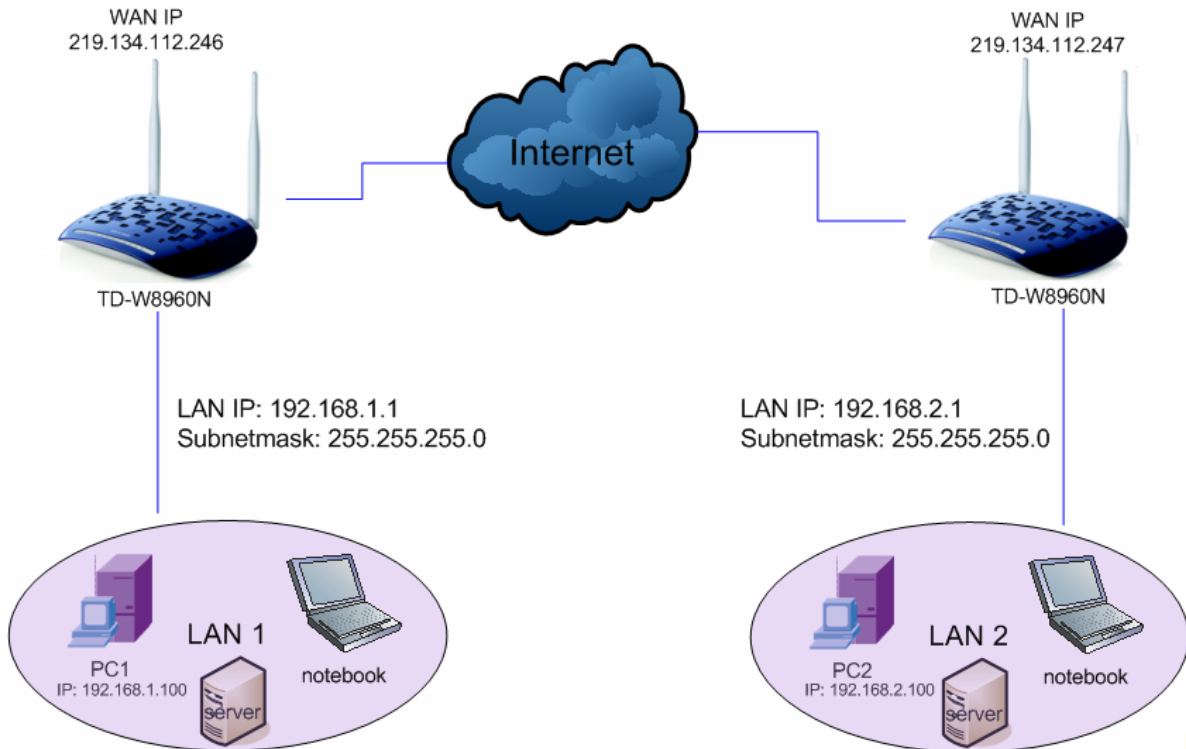 WAN IP
219.134.112.246
WAN IP
219.134.112.247
Internet
TD-W8960N
TD-W8960N
LAN IP: 192.168.1.1
Subnetmask: 255.255.255.0
LAN IP: 192.168.2.1
Subnetmask: 255.255.255.0
LAN 1
PC1
IP: 192.168.1.100
server
notebook
LAN 2
PC2
IP: 192.168.2.100
server
notebook